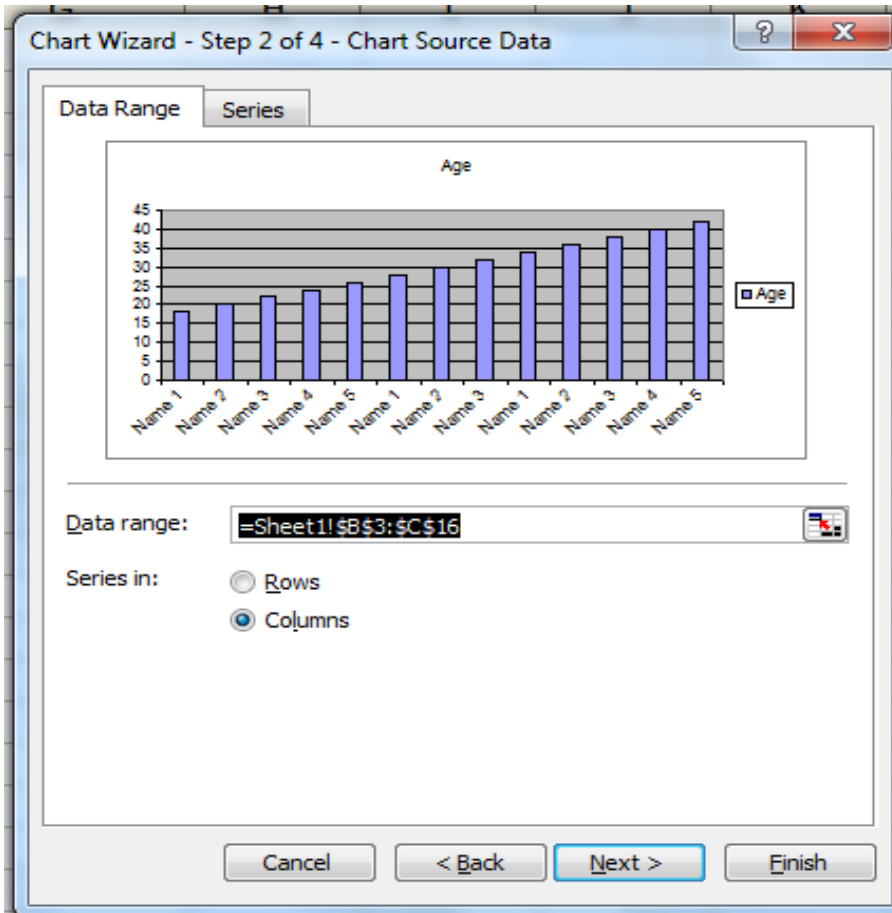 G H I J K
Chart Wizard - Step 2 of 4 - Chart Source Data
?
X
Data Range Series
Age
45
40
35
30
25
20
15
10
5
0
Age
Name 1 Name 2 Name 3 Name 4 Name 5 Name 1 Name 2 Name 3 Name 1 Name 2 Name 3 Name 4 Name 5
Data range: =Sheet1!$B$3:$C$16
Series in: Rows
Columns
Cancel < Back Next > Finish